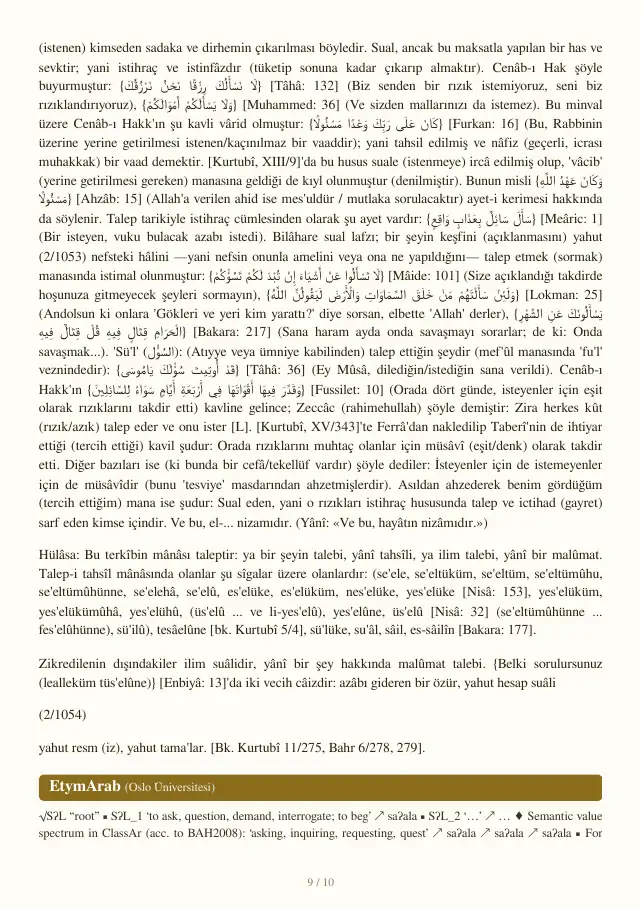 (istenen) kimseden sadaka ve dirhemin çıkarılması böyledir. Sual, ancak bu maksatla yapılan bir has ve
sevktir; yani istihraç ve istinfâzdır (tüketip sonuna kadar çıkarıp almaktır). Cenâb-ı Hak şöyle
buyurmuştur: {لَا نَسْأَلُكَ رِزْقًا نَحْنُ نَرْزُقُكَ} [Tâhâ: 132] (Biz senden bir rızık istemiyoruz, seni biz
rızıklandırıyoruz), {وَلَا يَسْأَلْكُمْ أَمْوَالَكُمْ} [Muhammed: 36] (Ve sizden mallarınızı da istemez). Bu minval
üzere Cenâb-ı Hakk'ın şu kavli vârid olmuştur: {كَانَ عَلَى رَبِّكَ وَعْدًا مَسْئُولًا} [Furkan: 16] (Bu, Rabbinin
üzerine yerine getirilmesi istenen/kaçınılmaz bir vaaddir); yani tahsil edilmiş ve nâfiz (geçerli, icrası
muhakkak) bir vaad demektir. [Kurtubî, XIII/9]'da bu husus suale (istenmeye) ircâ edilmiş olup, 'vâcib'
(yerine getirilmesi gereken) manasına geldiği de kıyl olunmuştur (denilmiştir). Bunun misli {وَكَانَ عَهْدُ اللَّهِ
مَسْئُولًا} [Ahzâb: 15] (Allah'a verilen ahid ise mes'uldür / mutlaka sorulacaktır) ayet-i kerimesi hakkında
da söylenir. Talep tarikiyle istihraç cümlesinden olarak şu ayet vardır: {سَأَلَ سَائِلٌ بِعَذَابٍ وَاقِعٍ} [Meâric: 1]
(Bir isteyen, vuku bulacak azabı istedi). Bilâhare sual lafzı; bir şeyin keşfini (açıklanmasını) yahut
(2/1053) nefsteki hâlini —yani nefsin onunla amelini veya ona ne yapıldığını— talep etmek (sormak)
manasında istimal olunmuştur: {لَا تَسْأَلُوا عَنْ أَشْيَاءَ إِنْ تُبْدَ لَكُمْ تَسُؤْكُمْ} [Mâide: 101] (Size açıklandığı takdirde
hoşunuza gitmeyecek şeyleri sormayın), {وَلَئِنْ سَأَلْتَهُمْ مَنْ خَلَقَ السَّمَاوَاتِ وَالْأَرْضَ لَيَقُولُنَّ اللَّهُ} [Lokman: 25]
(Andolsun ki onlara 'Gökleri ve yeri kim yarattı?' diye sorsan, elbette 'Allah' derler), {يَسْأَلُونَكَ عَنِ الشَّهْرِ
الْحَرَامِ قِتَالٍ فِيهِ قُلْ قِتَالٌ فِيهِ} [Bakara: 217] (Sana haram ayda onda savaşmayı sorarlar; de ki: Onda
savaşmak...). 'Sü'l' (السُّؤْل): (Atıyye veya ümniye kabilinden) talep ettiğin şeydir (mef'ûl manasında 'fu'l'
veznindedir): {قَدْ أُوتِيتَ سُؤْلَكَ يَامُوسَى} [Tâhâ: 36] (Ey Mûsâ, dilediğin/istediğin sana verildi). Cenâb-ı
Hakk'ın {وَقَدَّرَ فِيهَا أَقْوَاتَهَا فِي أَرْبَعَةِ أَيَّامٍ سَوَاءً لِلسَّائِلِينَ} [Fussilet: 10] (Orada dört günde, isteyenler için eşit
olarak rızıklarını takdir etti) kavline gelince; Zeccâc (rahimehullah) şöyle demiştir: Zira herkes kût
(rızık/azık) talep eder ve onu ister [L]. [Kurtubî, XV/343]'te Ferrâ'dan nakledilip Taberî'nin de ihtiyar
ettiği (tercih ettiği) kavil şudur: Orada rızıklarını muhtaç olanlar için müsâvî (eşit/denk) olarak takdir
etti. Diğer bazıları ise (ki bunda bir cefâ/tekellüf vardır) şöyle dediler: İsteyenler için de istemeyenler
için de müsâvîdir (bunu 'tesviye' masdarından ahzetmişlerdir). Asıldan ahzederek benim gördüğüm
(tercih ettiğim) mana ise şudur: Sual eden, yani o rızıkları istihraç hususunda talep ve ictihad (gayret)
sarf eden kimse içindir. Ve bu, el-... nizamıdır. (Yânî: «Ve bu, hayâtın nizâmıdır.»)
Hülâsa: Bu terkîbin mânâsı taleptir: ya bir şeyin talebi, yânî tahsîli, ya ilim talebi, yânî bir malûmat.
Talep-i tahsîl mânâsında olanlar şu sîgalar üzere olanlardır: (se'ele, se'eltüküm, se'eltüm, se'eltümûhu,
se'eltümûhünne, se'elehâ, se'elû, es'elüke, es'elüküm, nes'elüke, yes'elüke [Nisâ: 153], yes'elüküm,
yes'elükümûhâ, yes'elühû, (üs'elû ... ve li-yes'elû), yes'elûne, üs'elû [Nisâ: 32] (se'eltümûhünne ...
fes'elûhünne), sü'ilû), tesâelûne [bk. Kurtubî 5/4], sü'lüke, su'âl, sâil, es-sâilîn [Bakara: 177].
Zikredilenin dışındakiler ilim suâlidir, yânî bir şey hakkında malûmat talebi. {Belki sorulursunuz
(lealleküm tüs'elûne)} [Enbiyâ: 13]'da iki vecih câizdir: azâbı gideren bir özür, yahut hesap suâli
(2/1054)
yahut resm (iz), yahut tama'lar. [Bk. Kurtubî 11/275, Bahr 6/278, 279].
EtymArab (Oslo Üniversitesi)
√SʔL “root” ▪ SʔL_1 ‘to ask, question, demand, interrogate; to beg’ ↗ saʔala ▪ SʔL_2 ‘…’ ↗ … ♦ Semantic value
spectrum in ClassAr (acc. to BAH2008): ‘asking, inquiring, requesting, quest’ ↗ saʔala ↗ saʔala ↗ saʔala ▪ For
9 / 10